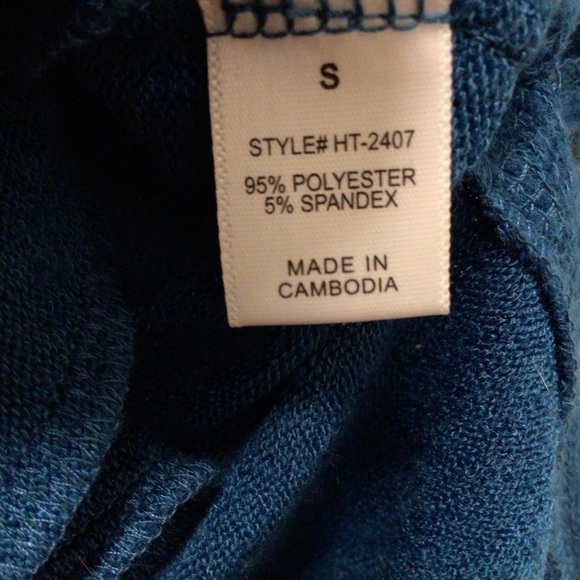 S
STYLE# HT-2407
95% POLYESTER
5% SPANDEX
MADE IN
CAMBODIA